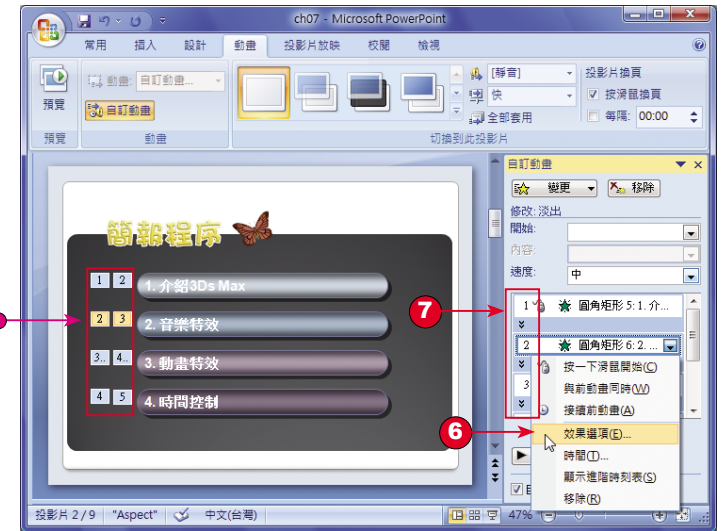 ch07 - Microsoft PowerPoint
常用 插入 設計 動畫 投影片放映 校閱 檢視
預覽
動畫: 自訂動畫...
自訂動畫
[靜音]
快
全部套用
投影片換頁
按滑鼠換頁
每隔: 00:00
預覽 動畫 切換到此投影片
簡報程序
1 2 1. 介紹3Ds Max
2 3 2. 音樂特效
3.. 4.. 3. 動畫特效
4 5 4. 時間控制
自訂動畫
變更 移除
修改: 淡出
開始:
內容:
速度: 中
7
1 圓角矩形 5: 1. 介...
2 圓角矩形 6: 2. ...
3
按一下滑鼠開始(C)
與前動畫同時(W)
接續前動畫(A)
6
效果選項(E)...
時間(T)...
顯示進階時刻表(S)
移除(R)
投影片 2 / 9 "Aspect" 中文(台灣) 47%